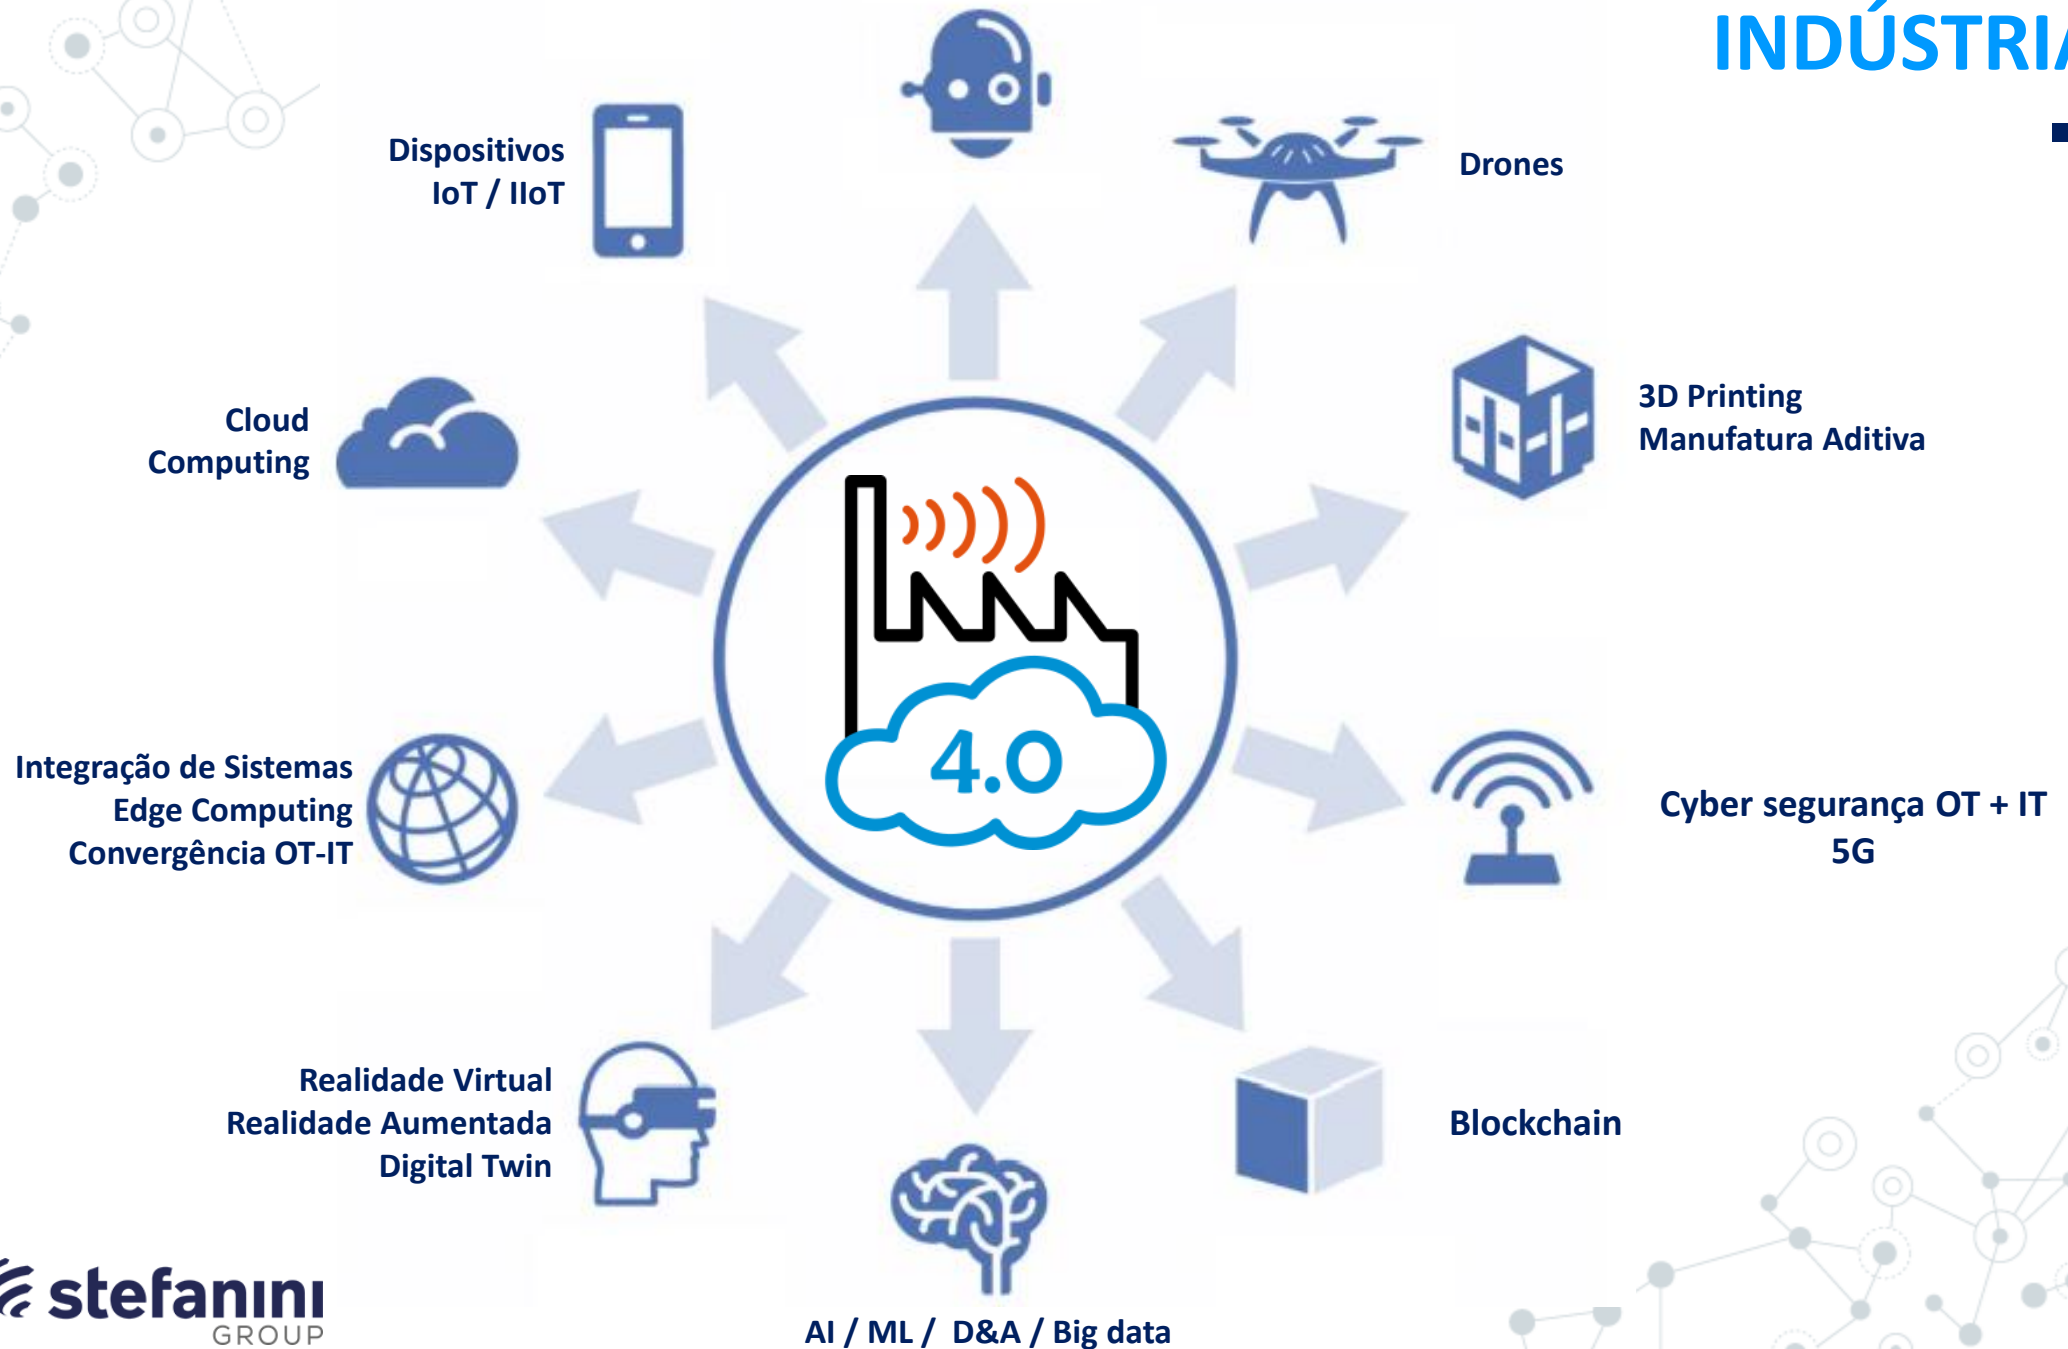 INDÚSTRIA
Dispositivos
IoT / IIoT
Drones
Cloud
Computing
3D Printing
Manufatura Aditiva
4.0
Integração de Sistemas
Edge Computing
Convergência OT-IT
Cyber segurança OT + IT
5G
Realidade Virtual
Realidade Aumentada
Digital Twin
Blockchain
AI / ML / D&A / Big data
stefanini
GROUP